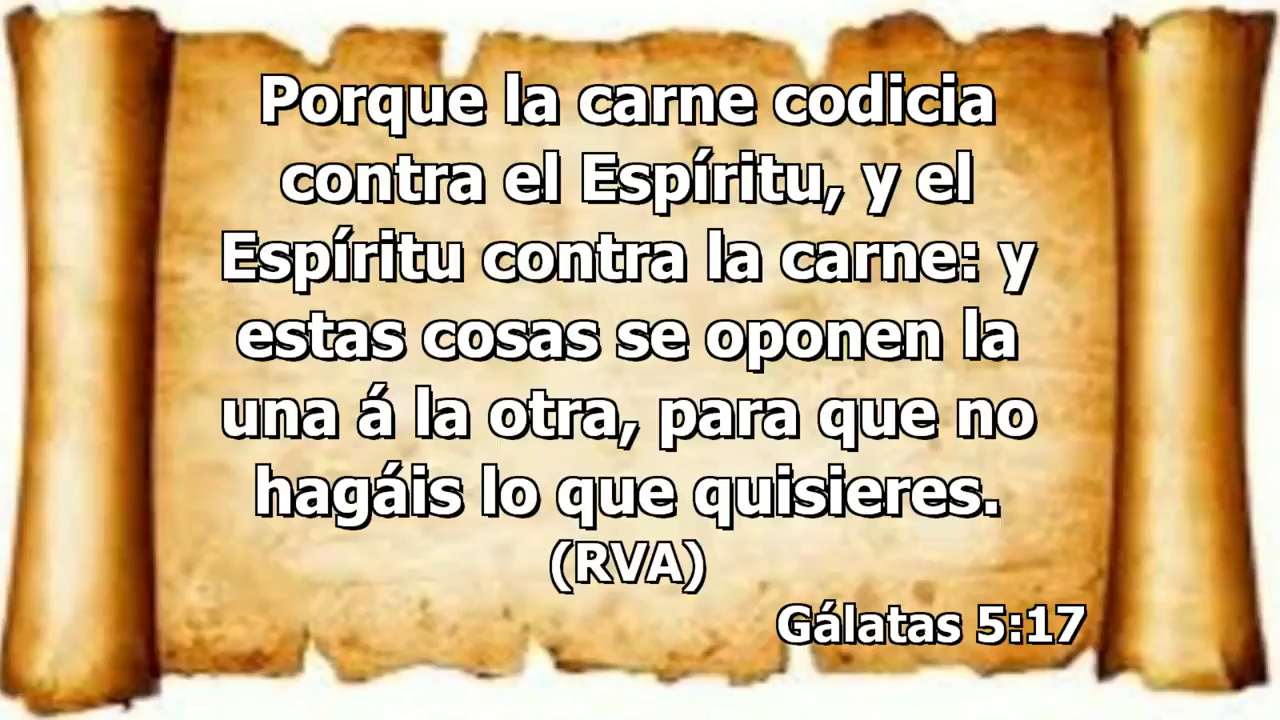 Porque la carne codicia
contra el Espíritu, y el
Espíritu contra la carne: y
estas cosas se oponen la
una á la otra, para que no
hagáis lo que quisieres.
(RVA)
Gálatas 5:17